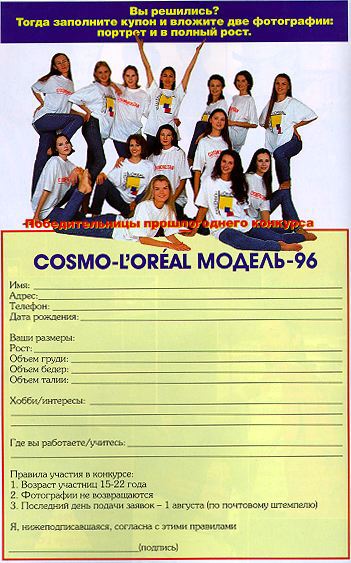 Вы решились?
Тогда заполните купон и вложите две фотографии:
портрет и в полный рост.
Победительницы прошлогоднего конкурса
COSMO-L'ORÉAL МОДЕЛЬ-96
Имя:
Адрес:
Телефон:
Дата рождения:
Ваши размеры:
Рост:
Объем груди:
Объем бедер:
Объем талии:
Хобби/интересы:
Где вы работаете/учитесь:
Правила участия в конкурсе:
1. Возраст участниц 15-22 года
2. Фотографии не возвращаются
3. Последний день подачи заявок – 1 августа (по почтовому штемпелю)
Я, нижеподписавшаяся, согласна с этими правилами
(подпись)